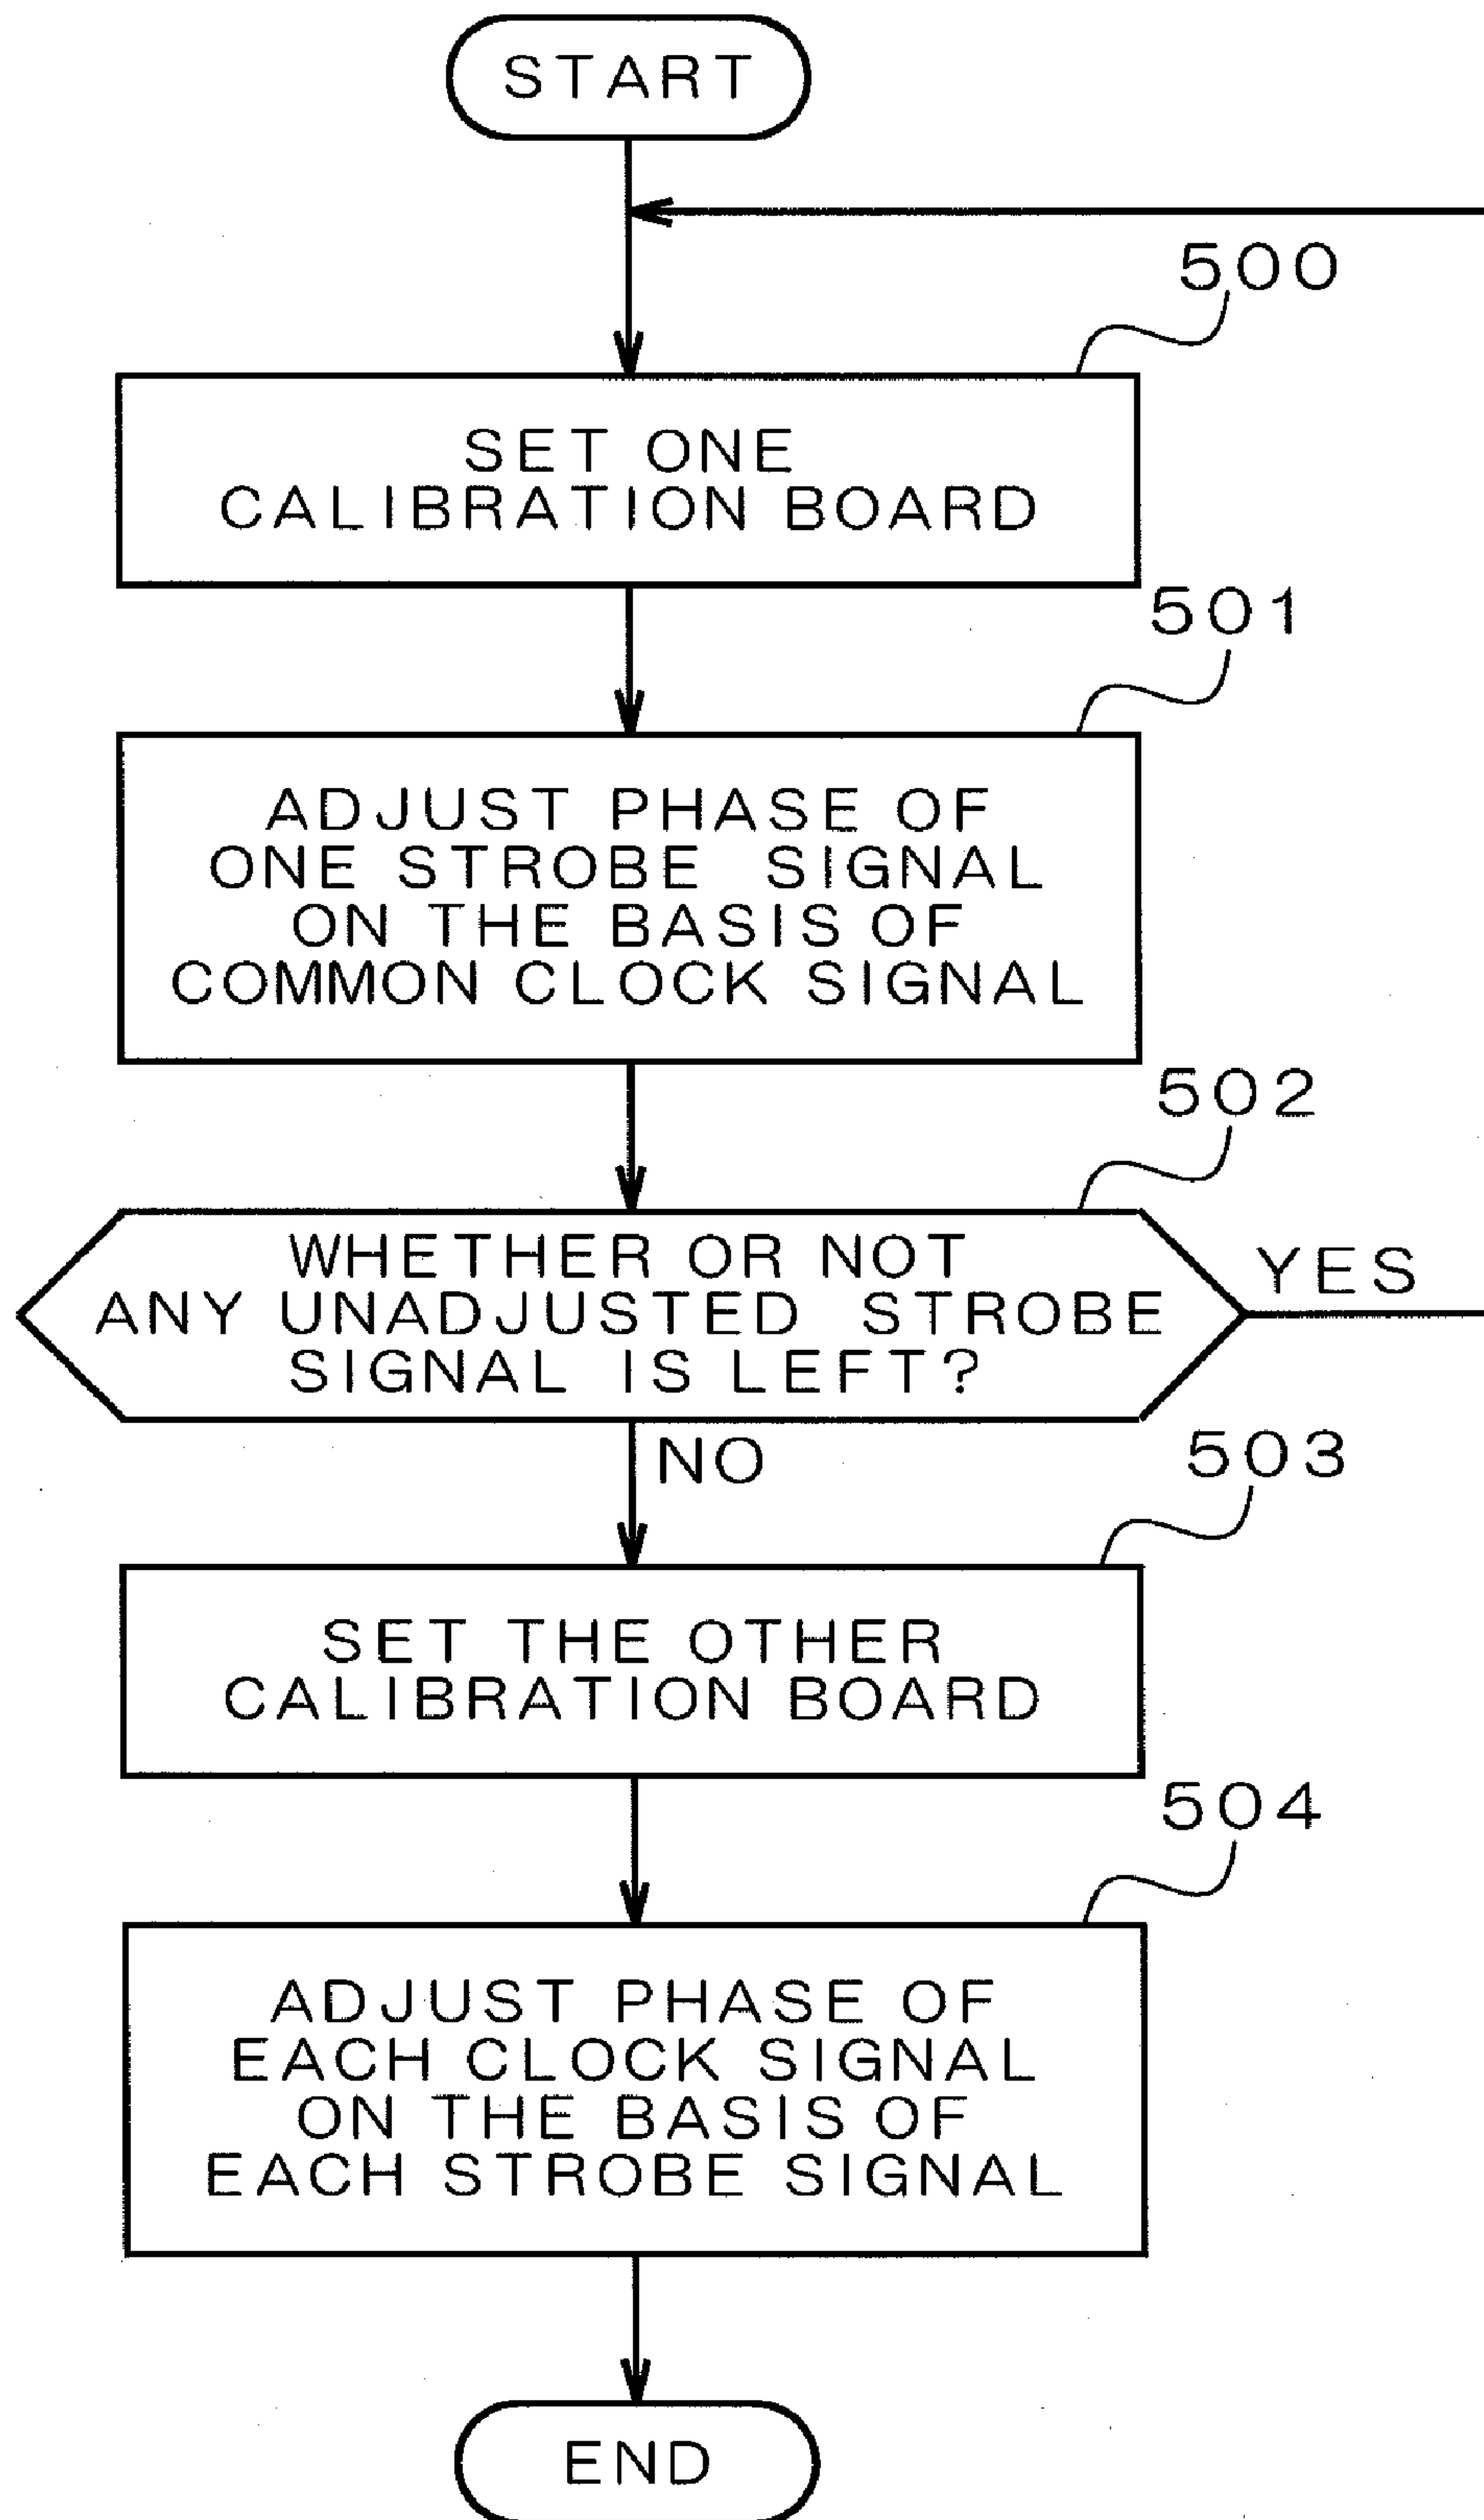 START
500
SET ONE
CALIBRATION BOARD
501
ADJUST PHASE OF
ONE STROBE SIGNAL
ON THE BASIS OF
COMMON CLOCK SIGNAL
502
WHETHER OR NOT
ANY UNADJUSTED STROBE
SIGNAL IS LEFT?
YES
NO
503
SET THE OTHER
CALIBRATION BOARD
504
ADJUST PHASE OF
EACH CLOCK SIGNAL
ON THE BASIS OF
EACH STROBE SIGNAL
END